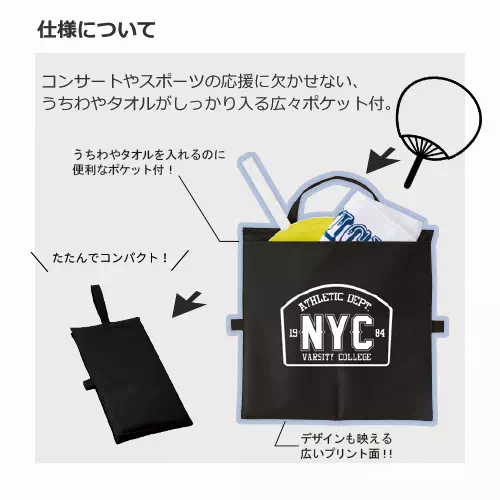 仕様について
コンサートやスポーツの応援に欠かせない、
うちわやタオルがしっかり入る広々ポケット付。
うちわやタオルを入れるのに
便利なポケット付！
たたんでコンパクト！
ATHLETIC DEPT.
19 NYC 84
VARSITY COLLEGE
デザインも映える
広いプリント面!!